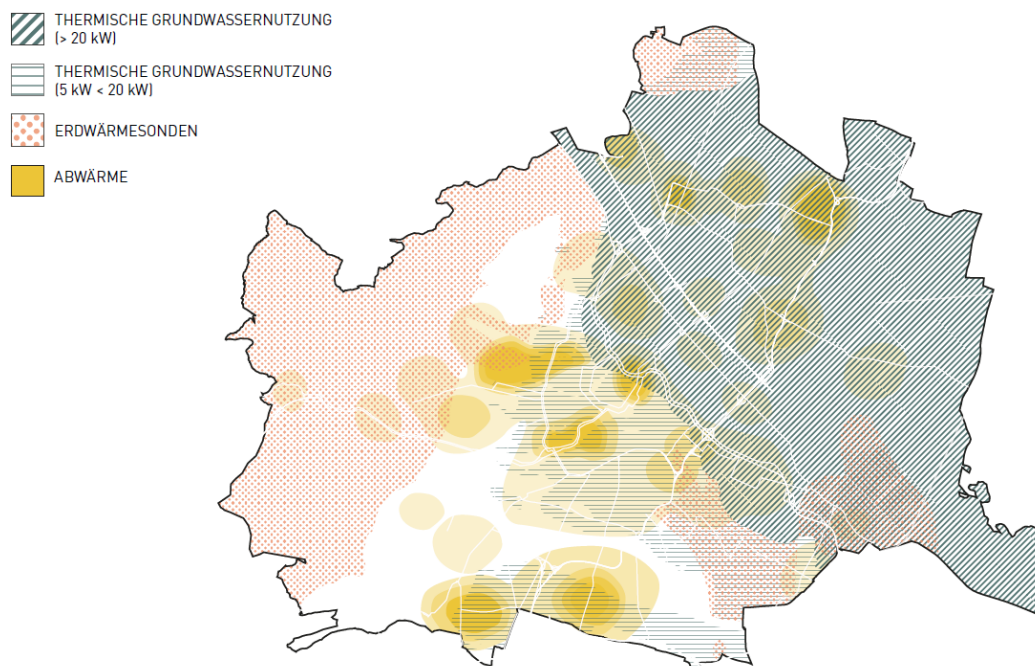 THERMISCHE GRUNDWASSERNUTZUNG
(> 20 kW)
THERMISCHE GRUNDWASSERNUTZUNG
(5 kW < 20 kW)
ERDWÄRMESONDEN
ABWÄRME